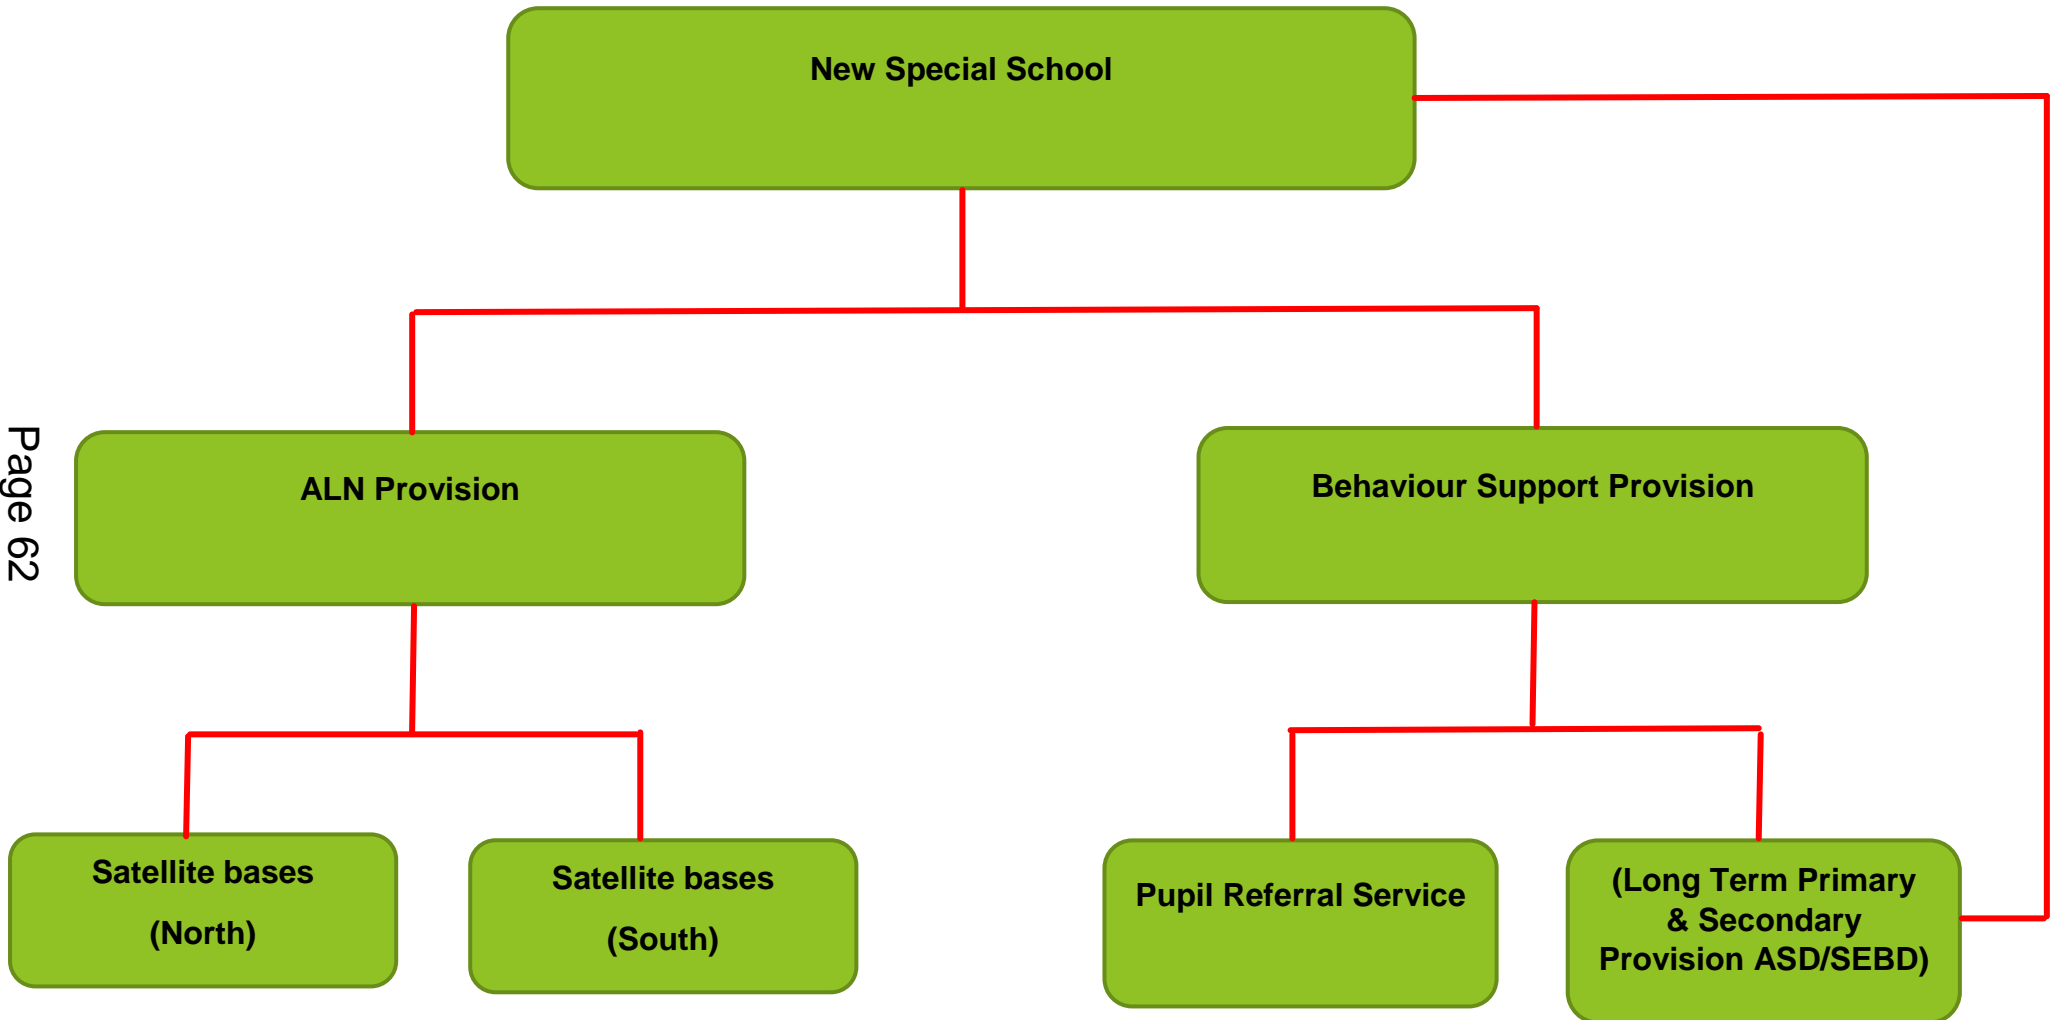 New Special School
ALN Provision
Behaviour Support Provision
Satellite bases
(North)
Satellite bases
(South)
Pupil Referral Service
(Long Term Primary
& Secondary
Provision ASD/SEBD)
Page 62